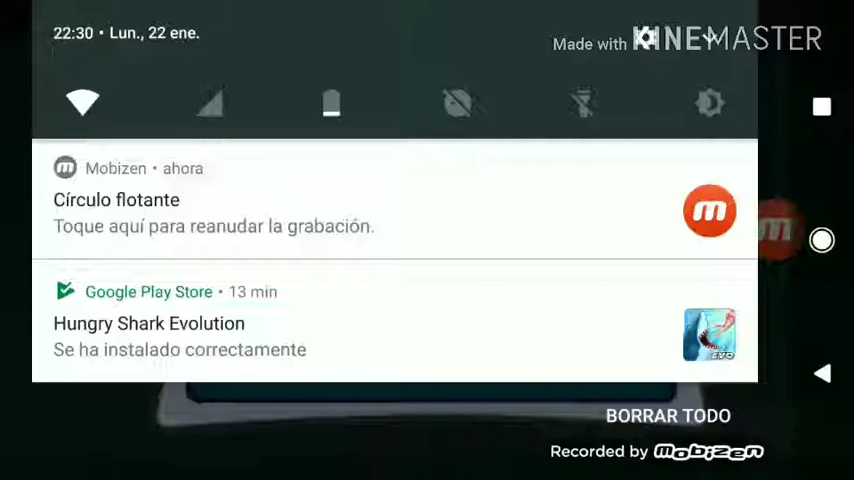 22:30 • Lun., 22 ene.
Made with KINEMASTER
Mobizen • ahora
Círculo flotante
Toque aquí para reanudar la grabación.
Google Play Store • 13 min
Hungry Shark Evolution
Se ha instalado correctamente
EVO
BORRAR TODO
Recorded by mobizen